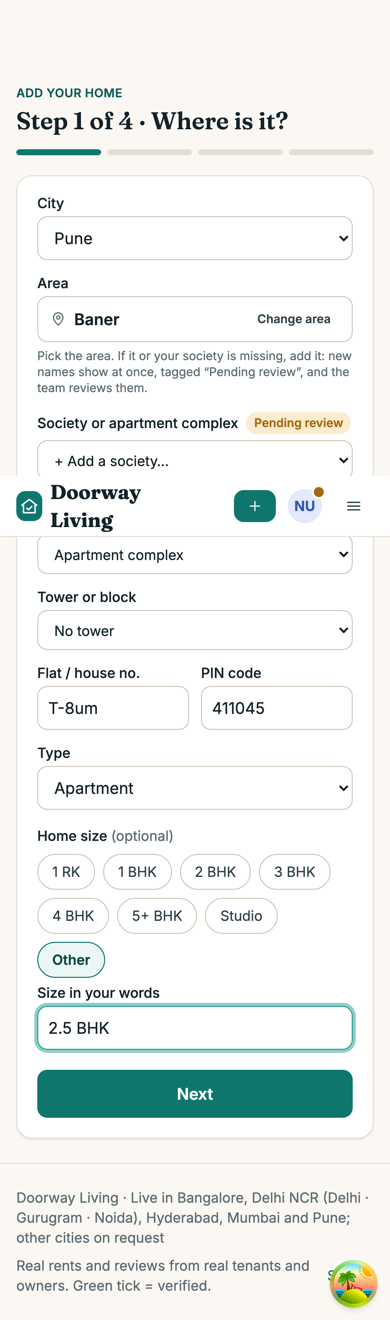 ADD YOUR HOME
Step 1 of 4 · Where is it?
City
Pune
Area
Baner
Change area
Pick the area. If it or your society is missing, add it: new
names show at once, tagged “Pending review”, and the
team reviews them.
Society or apartment complex
Pending review
+ Add a society...
Doorway
Living
+
NU
Apartment complex
Tower or block
No tower
Flat / house no.
PIN code
T-8um
411045
Type
Apartment
Home size (optional)
1 RK
1 BHK
2 BHK
3 BHK
4 BHK
5+ BHK
Studio
Other
Size in your words
2.5 BHK
Next
Doorway Living · Live in Bangalore, Delhi NCR (Delhi ·
Gurugram · Noida), Hyderabad, Mumbai and Pune;
other cities on request
Real rents and reviews from real tenants and
owners. Green tick = verified.